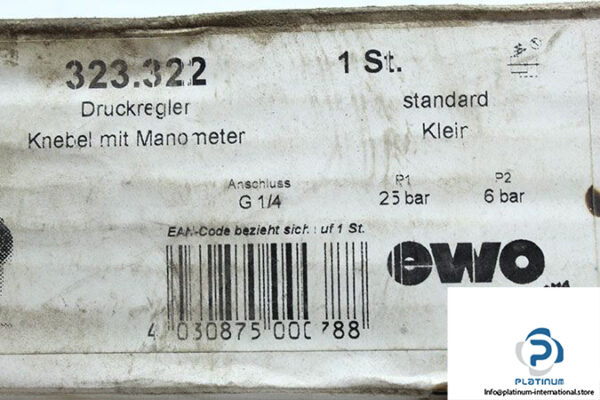 323.322
1 St.
Druckregler
standard
Knebel mit Manometer
Klein
Anschluss
P1
P2
G 1/4
25 bar
6 bar
EAN-Code bezieht sich auf 1 St.
ewo
4 030875 000788
PLATINUM
Info@platinum-international.store